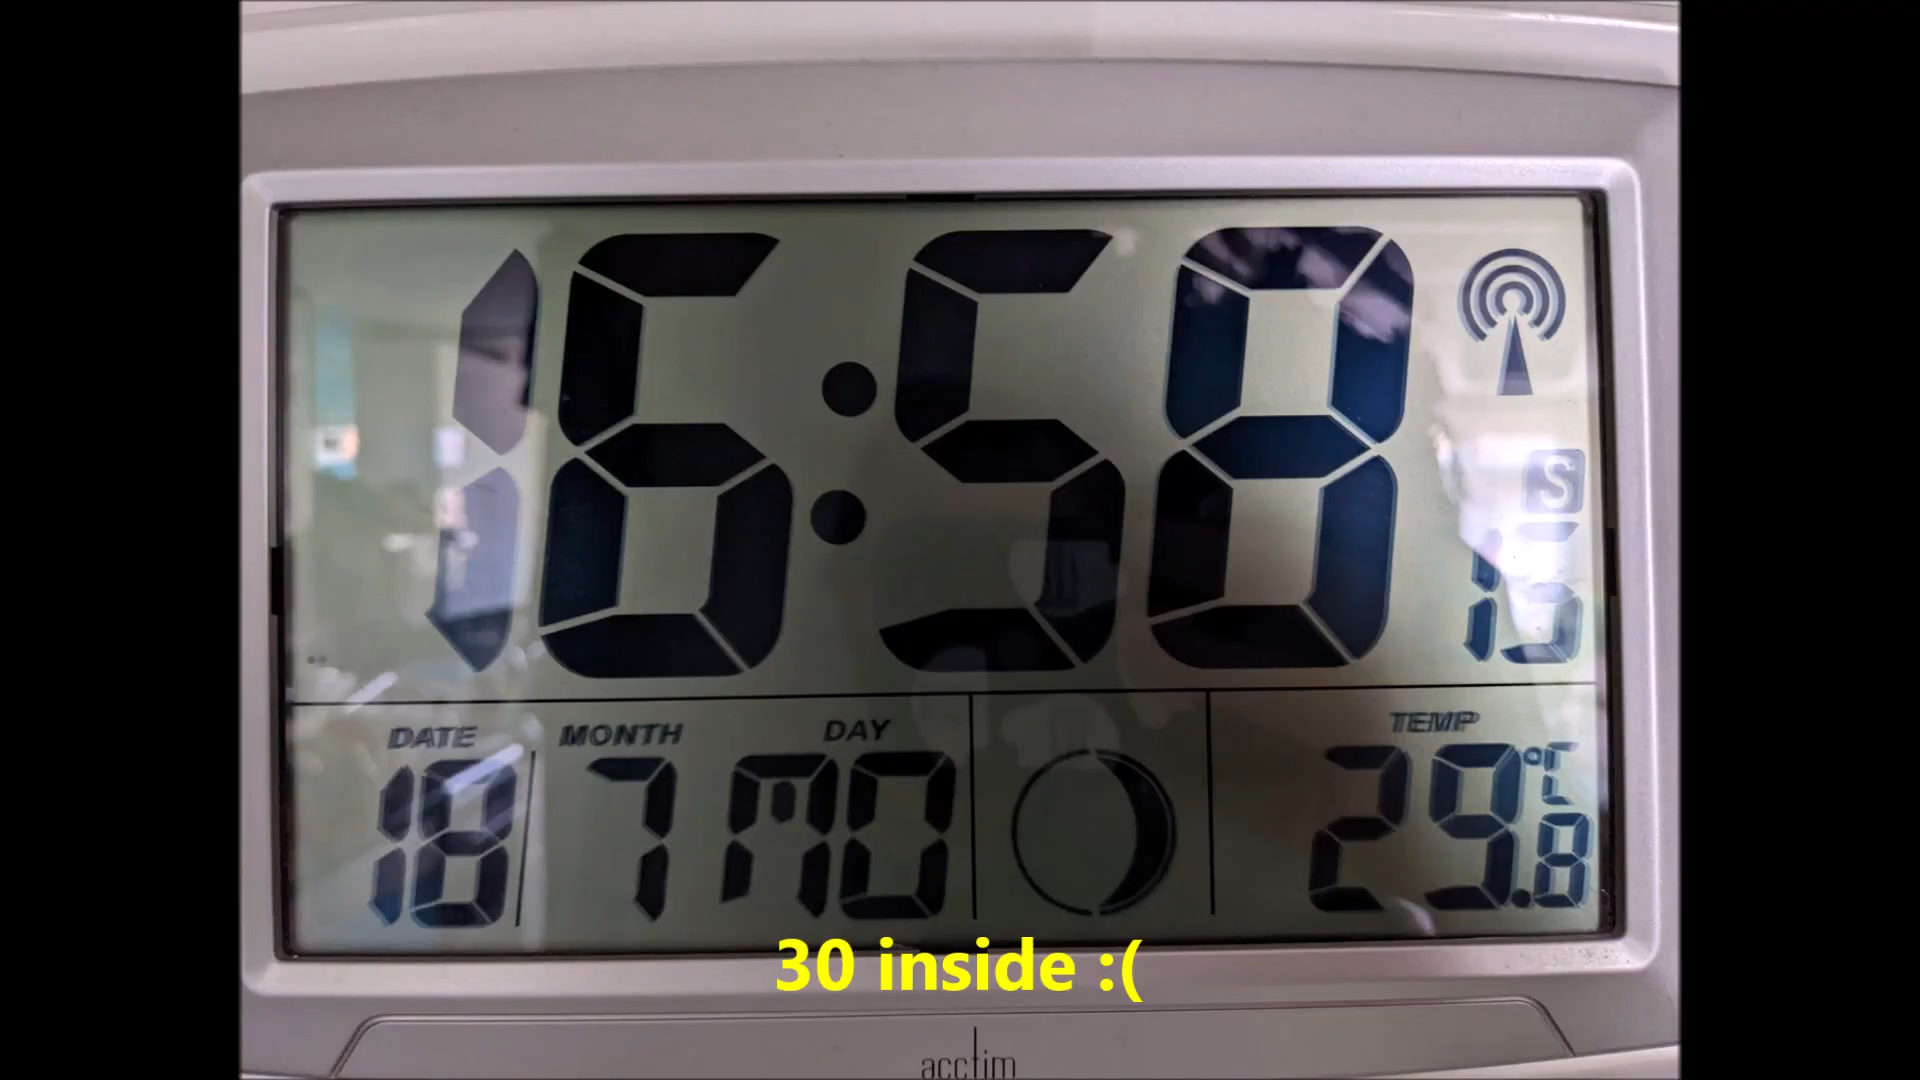 16:58
S
15
DATE MONTH DAY TEMP
18 7 MO 29.8 °C
30 inside :(
acctim